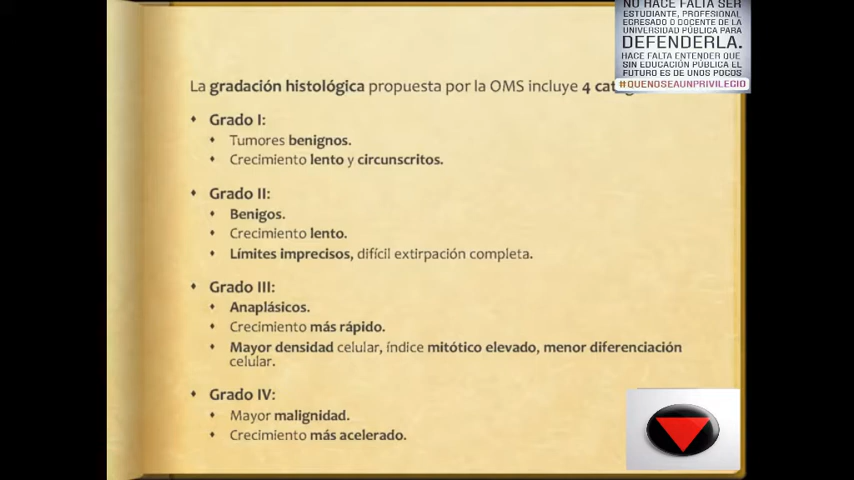 NO HACE FALTA SER
ESTUDIANTE, PROFESIONAL
EGRESADO O DOCENTE DE LA
UNIVERSIDAD PÚBLICA PARA
DEFENDERLA.
HACE FALTA ENTENDER QUE
SIN EDUCACIÓN PÚBLICA EL
FUTURO ES DE UNOS POCOS
#QUENOSEAUNPRIVILEGIO
La gradación histológica propuesta por la OMS incluye 4
Grado I:
Tumores benignos.
Crecimiento lento y circunscritos.
Grado II:
Benigos.
Crecimiento lento.
Límites imprecisos, difícil extirpación completa.
Grado III:
Anaplásicos.
Crecimiento más rápido.
Mayor densidad celular, índice mitótico elevado, menor diferenciación
celular.
Grado IV:
Mayor malignidad.
Crecimiento más acelerado.